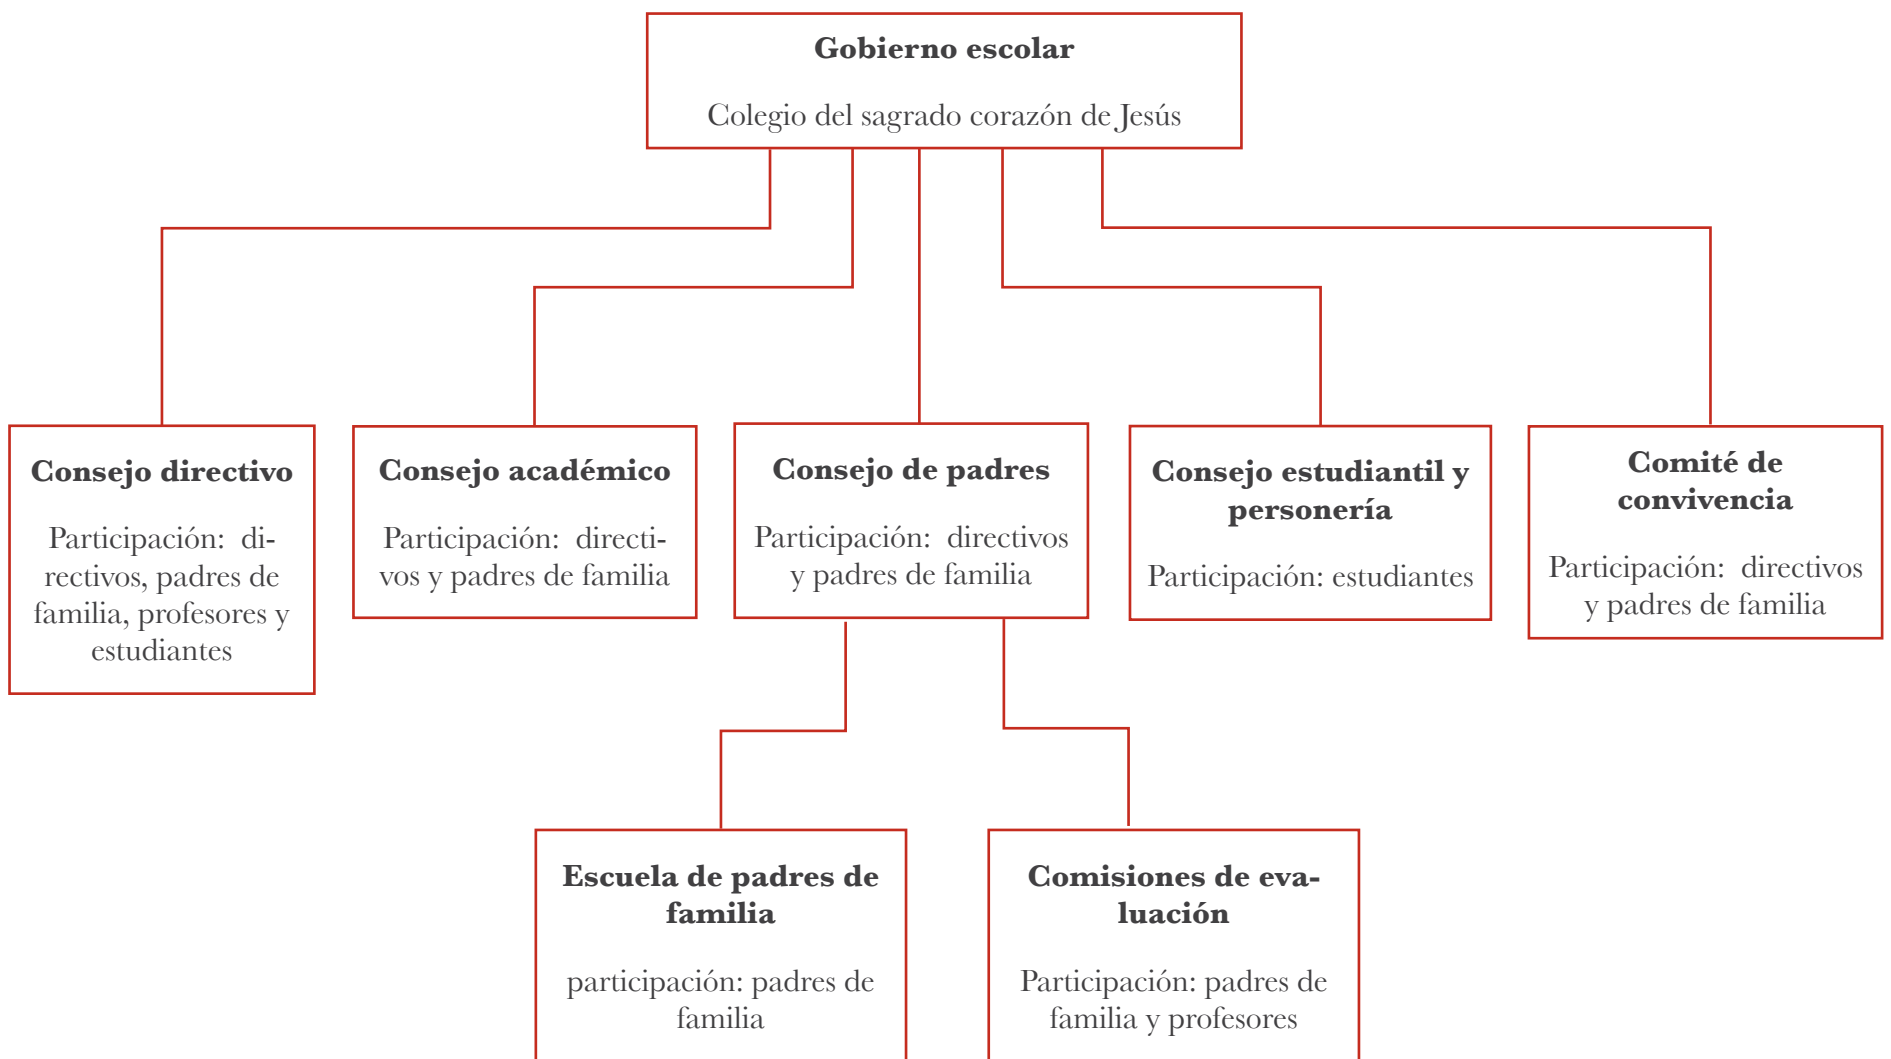 Gobierno escolar
Colegio del sagrado corazón de Jesús
Consejo directivo
Participación: di-
rectivos, padres de
familia, profesores y
estudiantes
Consejo académico
Participación: directi-
vos y padres de familia
Consejo de padres
Participación: directivos
y padres de familia
Consejo estudiantil y
personería
Participación: estudiantes
Comité de
convivencia
Participación: directivos
y padres de familia
Escuela de padres de
familia
participación: padres de
familia
Comisiones de eva-
luación
Participación: padres de
familia y profesores